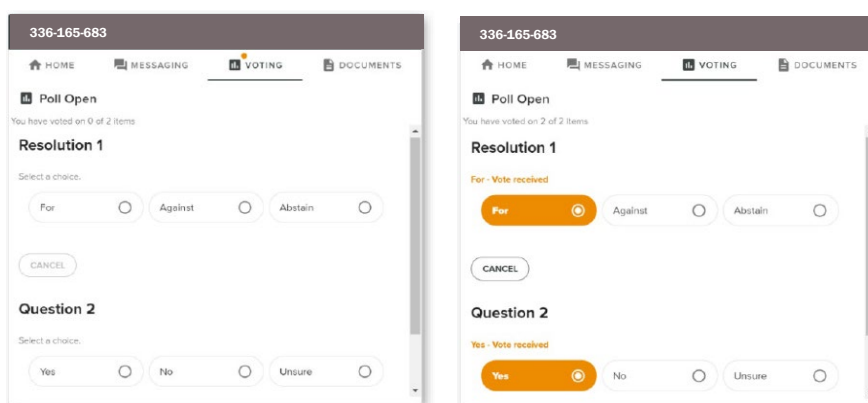 336-165-683
HOME MESSAGING VOTING DOCUMENTS
Poll Open
You have voted on 0 of 2 items
Resolution 1
Select a choice.
For Against Abstain
CANCEL
Question 2
Select a choice.
Yes No Unsure
336-165-683
HOME MESSAGING VOTING DOCUMENTS
Poll Open
You have voted on 2 of 2 items
Resolution 1
For - Vote received
For Against Abstain
CANCEL
Question 2
Yes - Vote received
Yes No Unsure